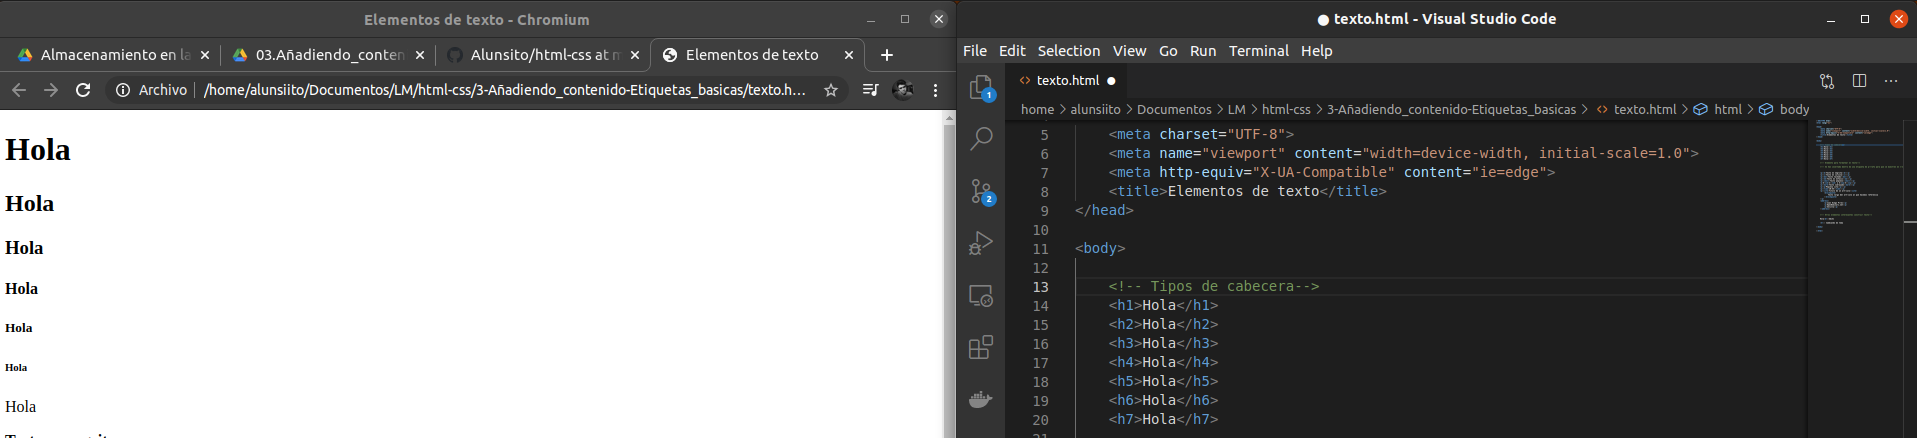 Elementos de texto - Chromium
Almacenamiento en la
03.Añadiendo_conten
Alunsito/html-css at m
Elementos de texto
Archivo
/home/alunsiito/Documentos/LM/html-css/3-Añadiendo_contenido-Etiquetas_basicas/texto.h...
Hola
Hola
Hola
Hola
Hola
Hola
Hola
texto.html - Visual Studio Code
File Edit Selection View Go Run Terminal Help
1
2
texto.html
home > alunsiito > Documentos > LM > html-css > 3-Añadiendo_contenido-Etiquetas_basicas > texto.html > html > body
5 <meta charset="UTF-8">
6 <meta name="viewport" content="width=device-width, initial-scale=1.0">
7 <meta http-equiv="X-UA-Compatible" content="ie=edge">
8 <title>Elementos de texto</title>
9 </head>
10
11 <body>
12
13 <!-- Tipos de cabecera-->
14 <h1>Hola</h1>
15 <h2>Hola</h2>
16 <h3>Hola</h3>
17 <h4>Hola</h4>
18 <h5>Hola</h5>
19 <h6>Hola</h6>
20 <h7>Hola</h7>
21